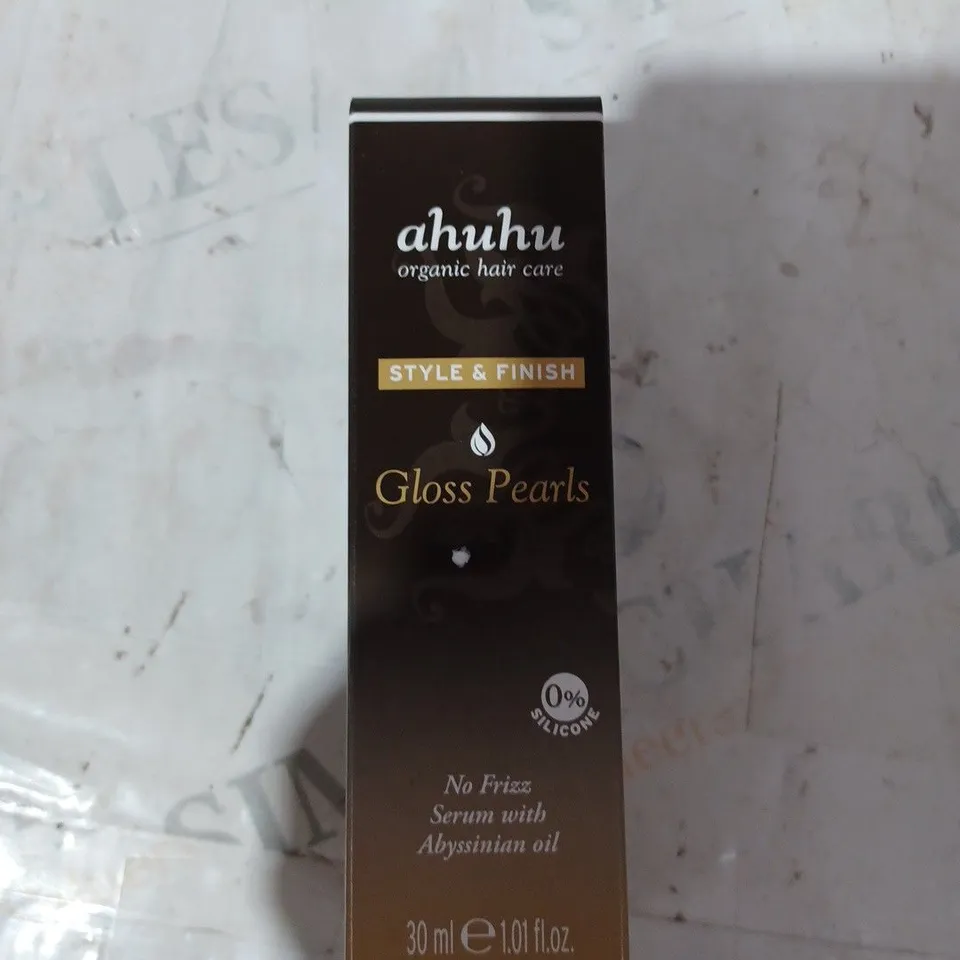 ahuhu
organic hair care
STYLE & FINISH
Gloss Pearls
0%
SILICONE
No Frizz
Serum with
Abyssinian oil
30 ml ℮ 1.01 fl.oz.